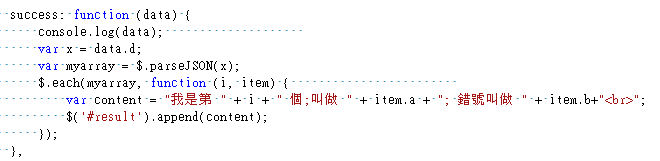 success: function (data) {
console.log(data);
var x = data.d;
var myarray = $.parseJSON(x);
$.each(myarray, function (i, item) {
var content = "我是第 " + i + " 個;叫做 " + item.a + "; 錯號叫做 " + item.b+"<br>";
$('#result').append(content);
});
},